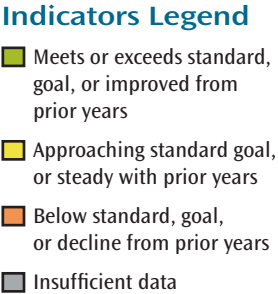 Indicators Legend
Meets or exceeds standard,
goal, or improved from
prior years
Approaching standard goal,
or steady with prior years
Below standard, goal,
or decline from prior years
Insufficient data